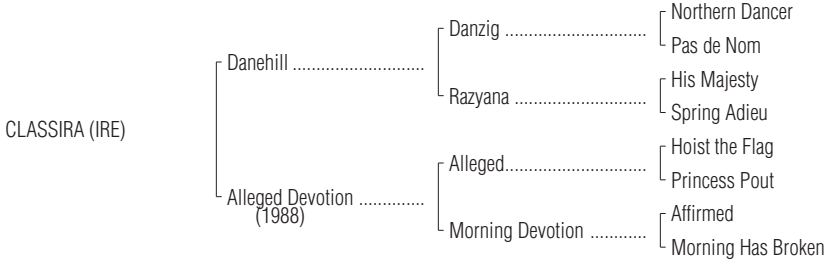 Northern Dancer
Danzig ..............................
Pas de Nom
Danehill ............................
His Majesty
Razyana ............................
Spring Adieu
CLASSIRA (IRE)
Hoist the Flag
Alleged..............................
Princess Pout
Alleged Devotion ..............
(1988)
Affirmed
Morning Devotion ............
Morning Has Broken